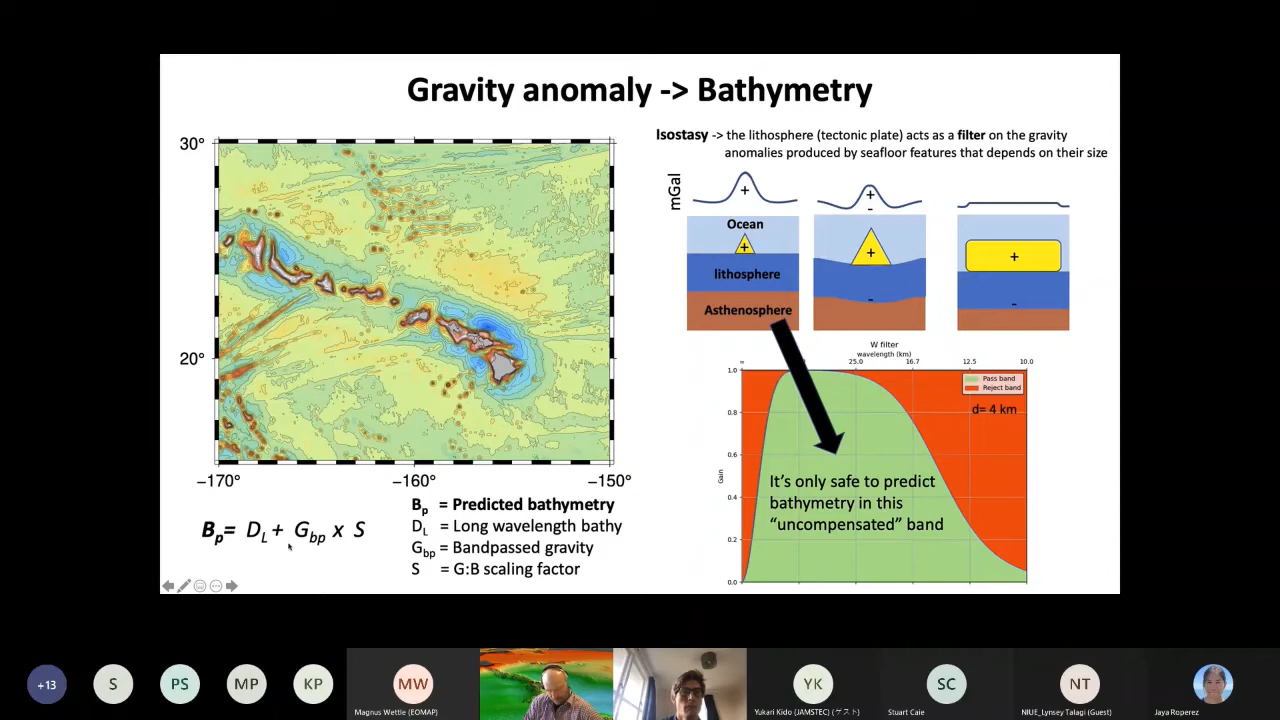 Gravity anomaly -> Bathymetry
Isostasy -> the lithosphere (tectonic plate) acts as a filter on the gravity
anomalies produced by seafloor features that depends on their size
30°
20°
−170°
−160°
−150°
mGal
+
+
-
Ocean
+
lithosphere
Asthenosphere
+
-
+
-
W filter
wavelength (km)
∞
25.0
16.7
12.5
10.0
1.0
0.8
0.6
0.4
0.2
0.0
Gain
Pass band
Reject band
d= 4 km
It's only safe to predict
bathymetry in this
"uncompensated" band
Bp= DL+ Gbp x S
Bp = Predicted bathymetry
DL = Long wavelength bathy
Gbp = Bandpassed gravity
S = G:B scaling factor
+13
S
PS
MP
KP
MW
Magnus Wettle (EOMAP)
YK
Yukari Kido (JAMSTEC) (ゲスト)
SC
Stuart Caie
NT
NIUE_Lynsey Talagi (Guest)
Jaya Roperez